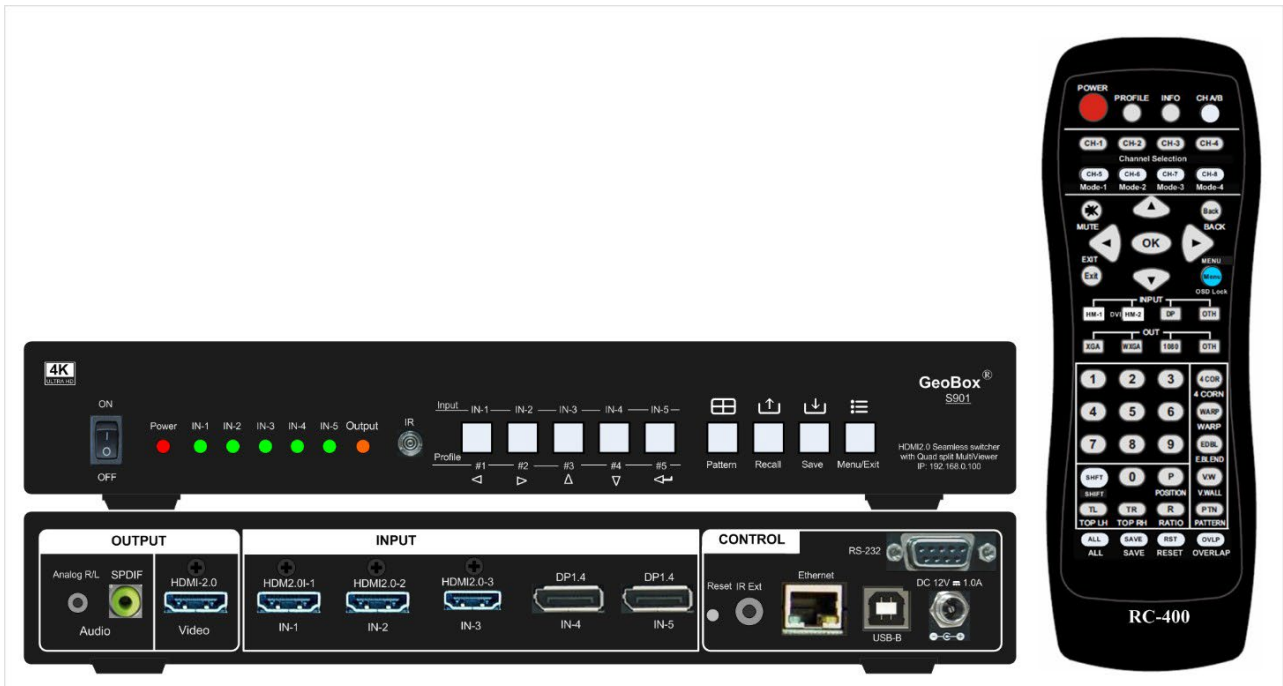 4K
ULTRA HD
ON
OFF
Power IN-1 IN-2 IN-3 IN-4 IN-5 Output
IR
Input IN-1 IN-2 IN-3 IN-4 IN-5
Profile #1 #2 #3 #4 #5
Pattern Recall Save Menu/Exit
GeoBox®
S901
HDMI2.0 Seamless switcher
with Quad split MultiViewer
IP: 192.168.0.100
OUTPUT
Analog R/L SPDIF
Audio
HDMI-2.0
Video
INPUT
HDM2.0I-1 HDMI2.0-2 HDMI2.0-3 DP1.4 DP1.4
IN-1 IN-2 IN-3 IN-4 IN-5
CONTROL
RS-232
Reset IR Ext Ethernet
USB-B
DC 12V 1.0A
POWER PROFILE INFO CH A/B
CH-1 CH-2 CH-3 CH-4
Channel Selection
CH-5 CH-6 CH-7 CH-8
Mode-1 Mode-2 Mode-3 Mode-4
Back
MUTE BACK
OK
EXIT MENU
Exit Menu
OSD Lock
INPUT
HM-1 DVI HM-2 DP OTH
OUT
XGA WXGA 1080 OTH
1 2 3 4 COR
4 CORN
4 5 6 WARP
WARP
7 8 9 EDBL
E.BLEND
SHFT 0 P V.W
SHIFT POSITION V.WALL
TL TR R PTN
TOP LH TOP RH RATIO PATTERN
ALL SAVE RST OVLP
ALL SAVE RESET OVERLAP
RC-400